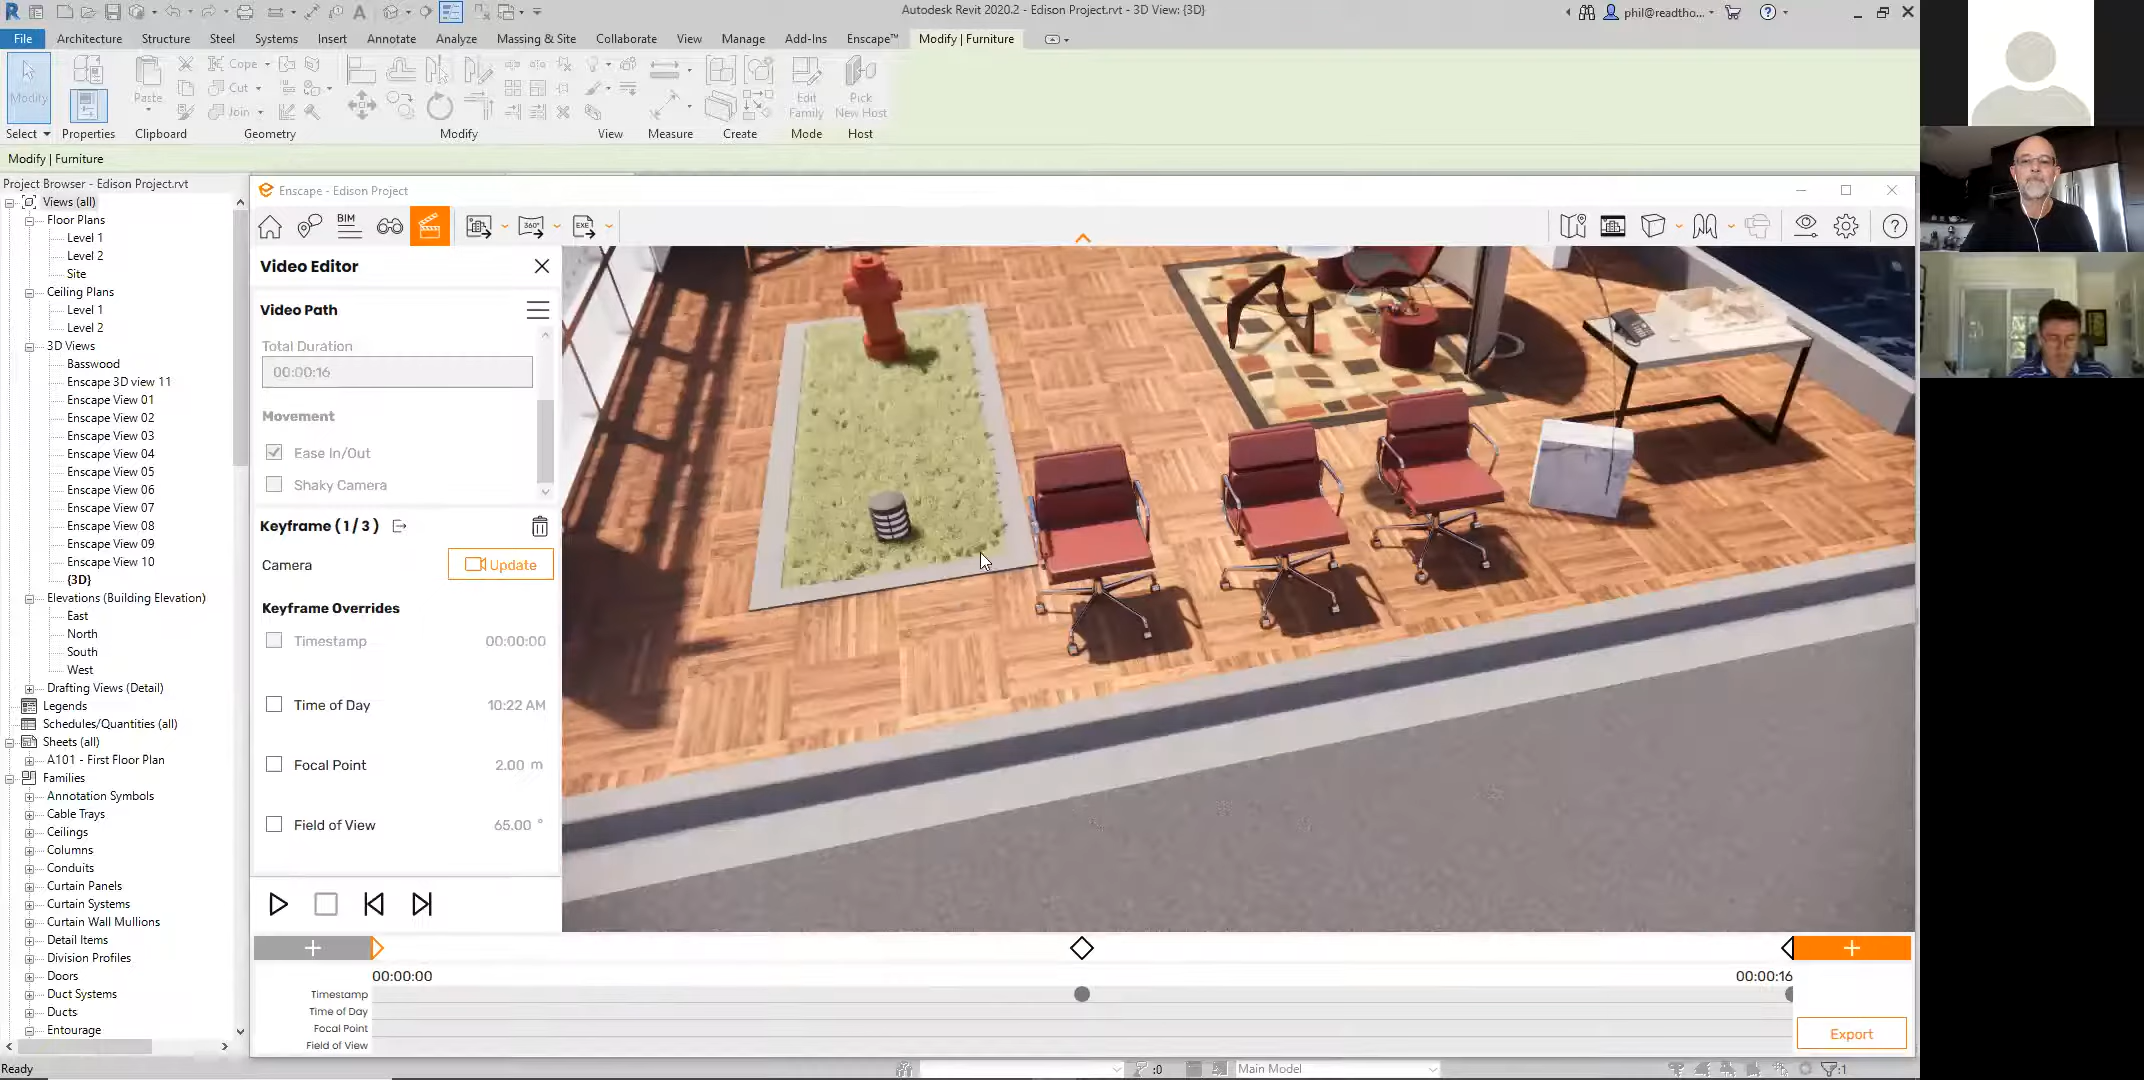 Autodesk Revit 2020.2 - Edison Project.rvt - 3D View: {3D}
phil@readtho...
File Architecture Structure Steel Systems Insert Annotate Analyze Massing & Site Collaborate View Manage Add-Ins Enscape™ Modify | Furniture
Modify
Paste
Cope
Cut
Join
Edit Family
Pick New Host
Select Properties Clipboard Geometry Modify View Measure Create Mode Host
Modify | Furniture
Project Browser - Edison Project.rvt
Views (all)
Floor Plans
Level 1
Level 2
Site
Ceiling Plans
Level 1
Level 2
3D Views
Basswood
Enscape 3D view 11
Enscape View 01
Enscape View 02
Enscape View 03
Enscape View 04
Enscape View 05
Enscape View 06
Enscape View 07
Enscape View 08
Enscape View 09
Enscape View 10
{3D}
Elevations (Building Elevation)
East
North
South
West
Drafting Views (Detail)
Legends
Schedules/Quantities (all)
Sheets (all)
A101 - First Floor Plan
Families
Annotation Symbols
Cable Trays
Ceilings
Columns
Conduits
Curtain Panels
Curtain Systems
Curtain Wall Mullions
Detail Items
Division Profiles
Doors
Duct Systems
Ducts
Entourage
Enscape - Edison Project
BIM
360°
EXE
Video Editor
Video Path
Total Duration
00:00:16
Movement
Ease In/Out
Shaky Camera
Keyframe (1 / 3)
Camera Update
Keyframe Overrides
Timestamp 00:00:00
Time of Day 10:22 AM
Focal Point 2.00 m
Field of View 65.00 °
00:00:00 00:00:16
Timestamp
Time of Day
Focal Point
Field of View
Export
Ready
:0
Main Model
:1